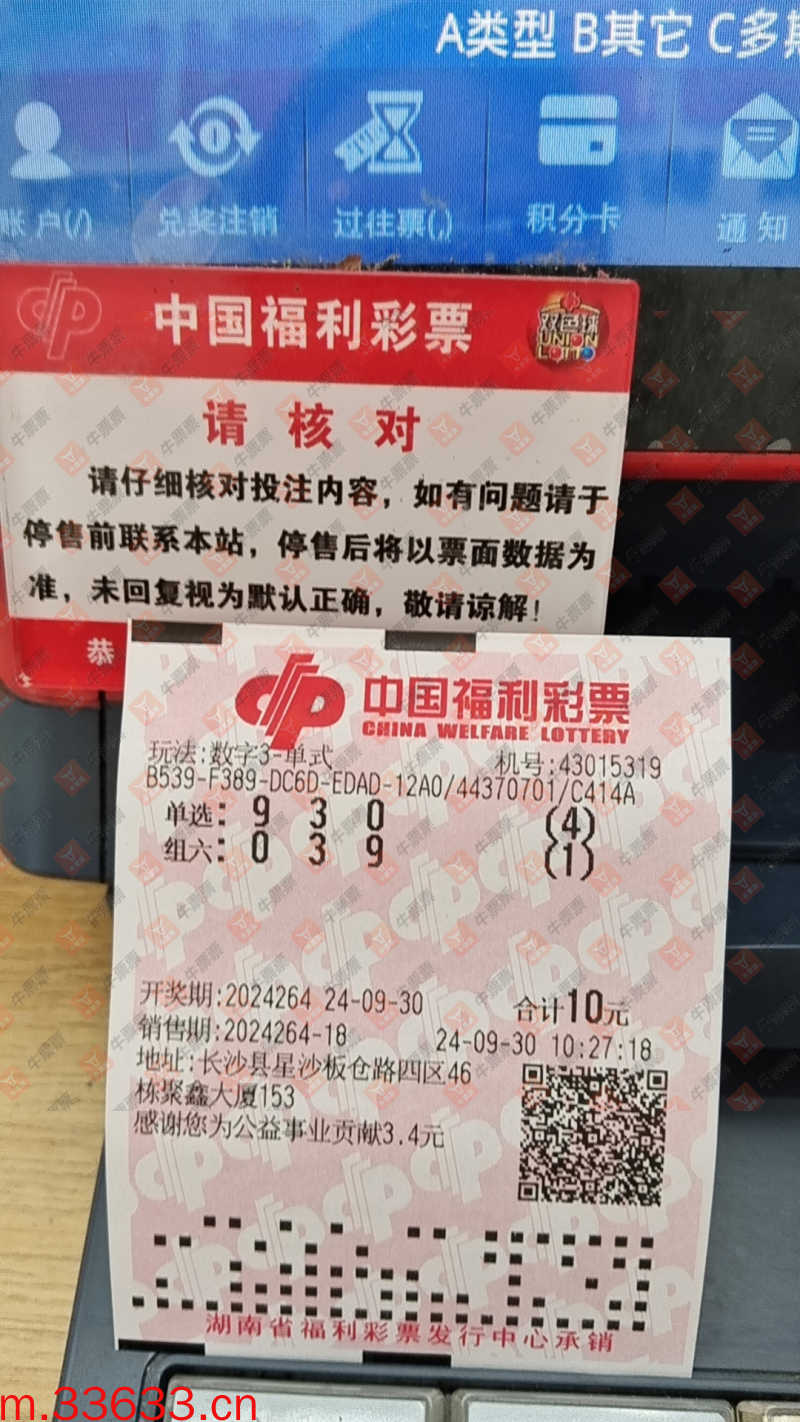 A类型 B其它 C多期
账户(/) 兑奖注销 过往票(,) 积分卡 通知
中国福利彩票
双色球
UNION
LOTTO
请核对
请仔细核对投注内容，如有问题请于
停售前联系本站，停售后将以票面数据为
准，未回复视为默认正确，敬请谅解！
恭
中国福利彩票
CHINA WELFARE LOTTERY
玩法:数字3-单式 机号:43015319
B539-F389-DC6D-EDAD-12A0/44370701/C414A
单选: 9 3 0 (4)
组六: 0 3 9 (1)
开奖期:2024264 24-09-30 合计10元
销售期:2024264-18 24-09-30 10:27:18
地址:长沙县星沙板仓路四区46
栋聚鑫大厦153
感谢您为公益事业贡献3.4元
湖南省福利彩票发行中心承销
m.33633.cn